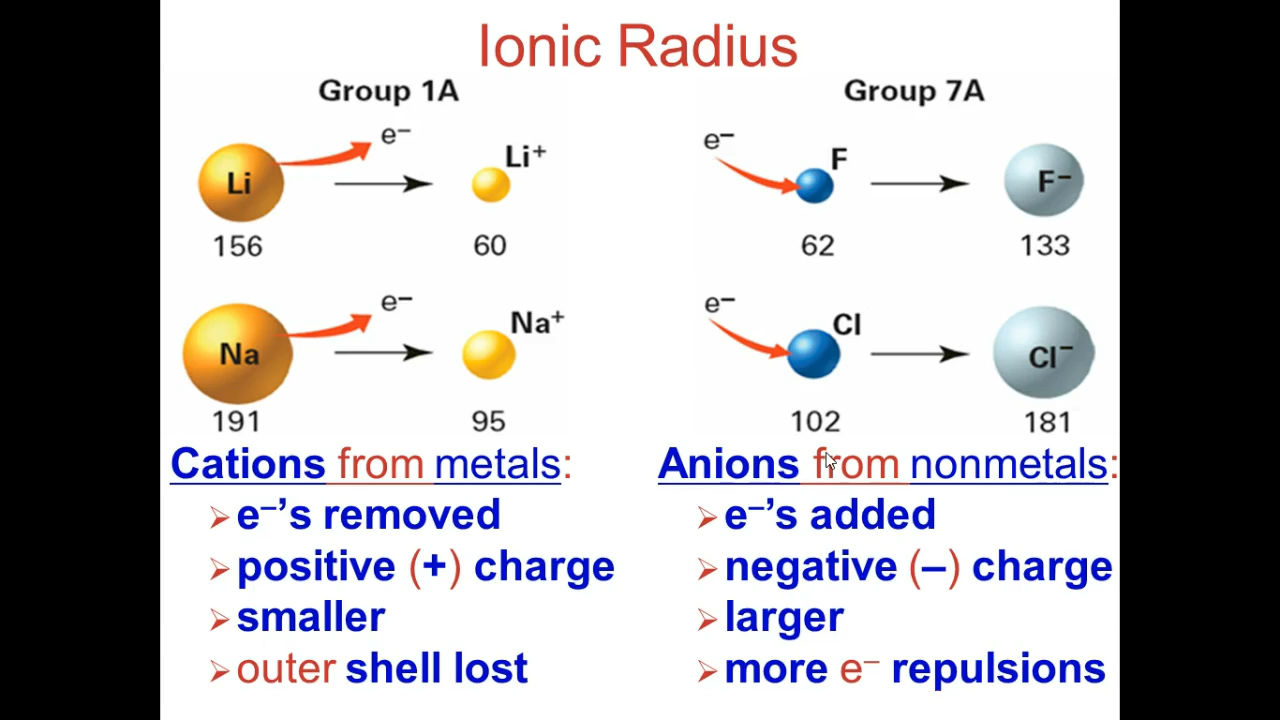 Ionic Radius
Group 1A
Group 7A
e⁻
Li
Li⁺
156
60
e⁻
F
F⁻
62
133
e⁻
Na
Na⁺
191
95
e⁻
Cl
Cl⁻
102
181
Cations from metals:
➢e⁻’s removed
➢positive (+) charge
➢smaller
➢outer shell lost
Anions from nonmetals:
➢e⁻’s added
➢negative (–) charge
➢larger
➢more e⁻ repulsions